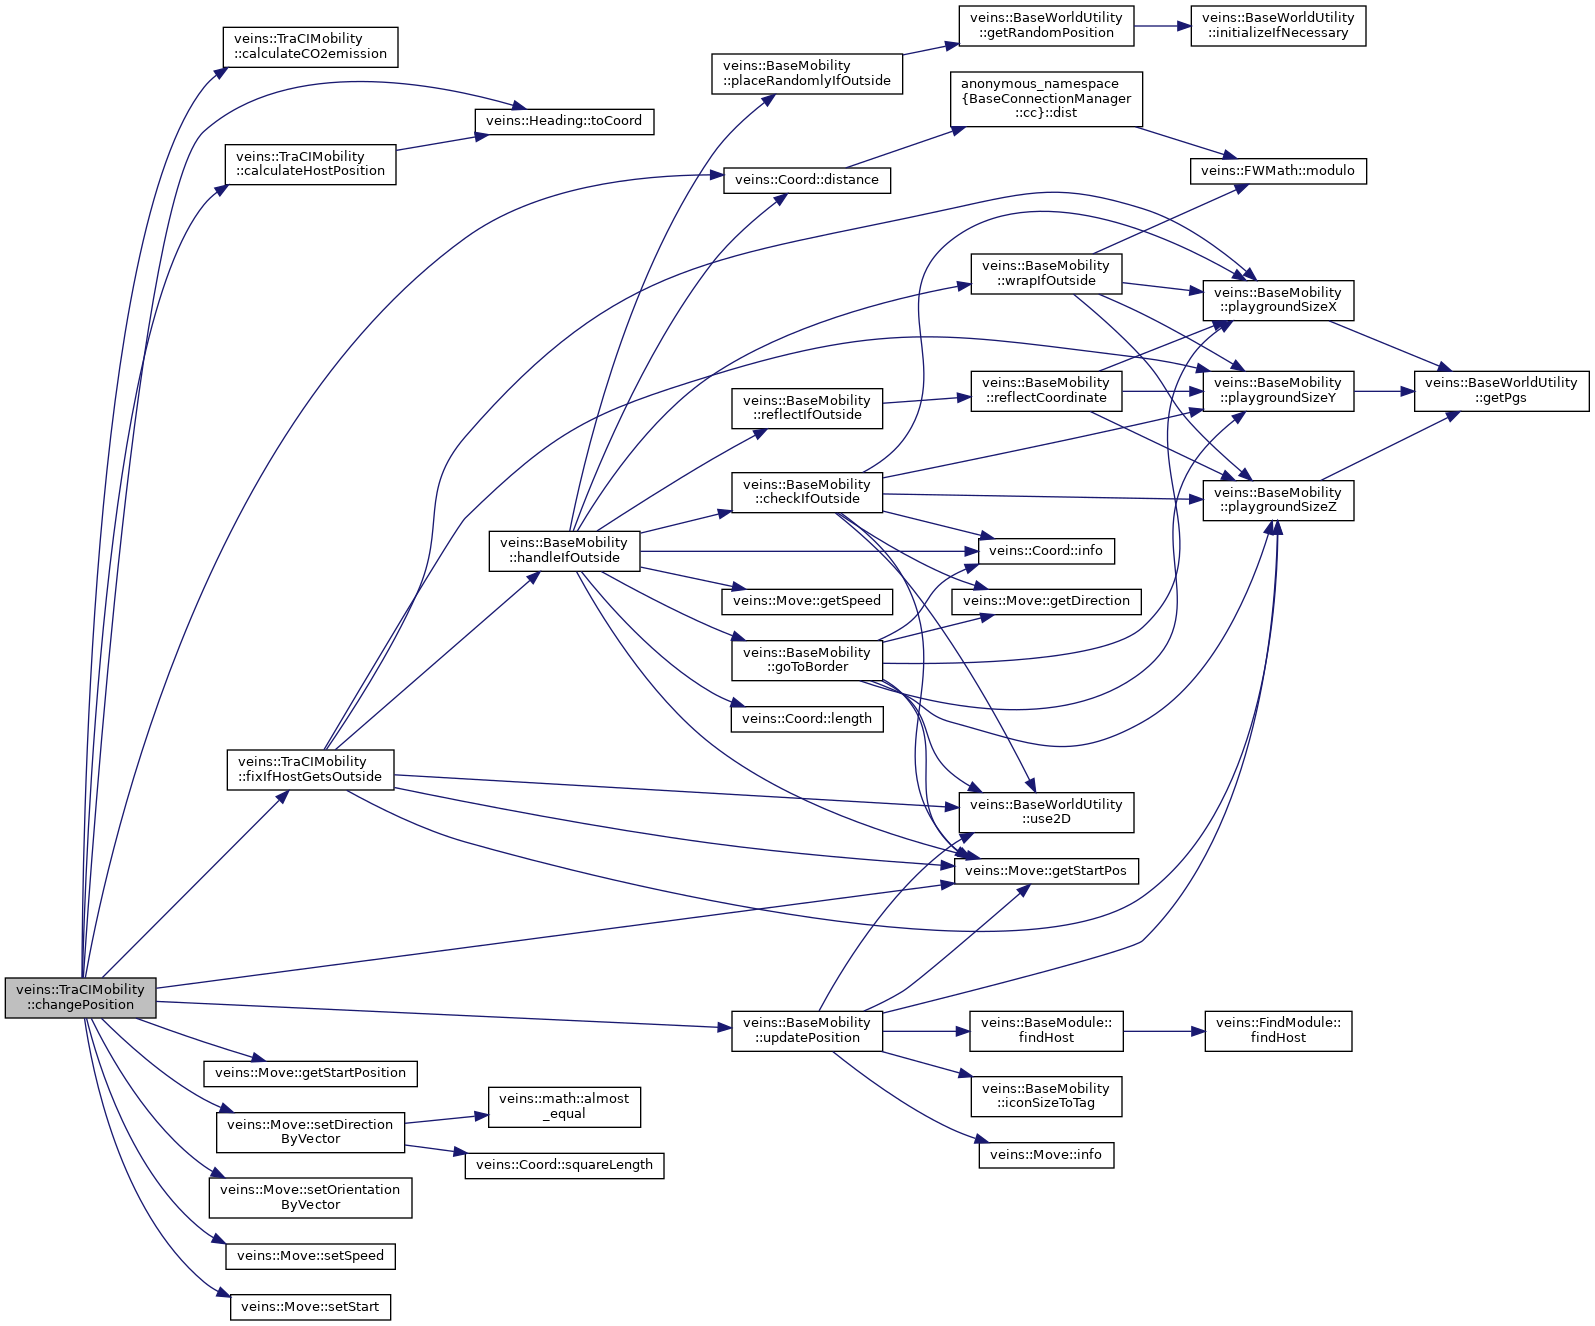 veins::TraCIMobility
::changePosition
veins::TraCIMobility
::calculateCO2emission
veins::Heading::toCoord
veins::TraCIMobility
::calculateHostPosition
veins::BaseMobility
::placeRandomlyIfOutside
veins::BaseWorldUtility
::getRandomPosition
veins::BaseWorldUtility
::initializeIfNecessary
anonymous_namespace
{BaseConnectionManager
::cc}::dist
veins::FWMath::modulo
veins::Coord::distance
veins::BaseMobility
::wrapIfOutside
veins::BaseMobility
::playgroundSizeX
veins::BaseMobility
::reflectIfOutside
veins::BaseMobility
::reflectCoordinate
veins::BaseMobility
::playgroundSizeY
veins::BaseWorldUtility
::getPgs
veins::BaseMobility
::checkIfOutside
veins::BaseMobility
::playgroundSizeZ
veins::BaseMobility
::handleIfOutside
veins::Coord::info
veins::Move::getSpeed
veins::Move::getDirection
veins::BaseMobility
::goToBorder
veins::Coord::length
veins::TraCIMobility
::fixIfHostGetsOutside
veins::BaseWorldUtility
::use2D
veins::Move::getStartPos
veins::BaseMobility
::updatePosition
veins::BaseModule::
findHost
veins::FindModule::
findHost
veins::BaseMobility
::iconSizeToTag
veins::Move::info
veins::Move::getStartPosition
veins::Move::setDirection
ByVector
veins::math::almost
_equal
veins::Coord::squareLength
veins::Move::setOrientation
ByVector
veins::Move::setSpeed
veins::Move::setStart